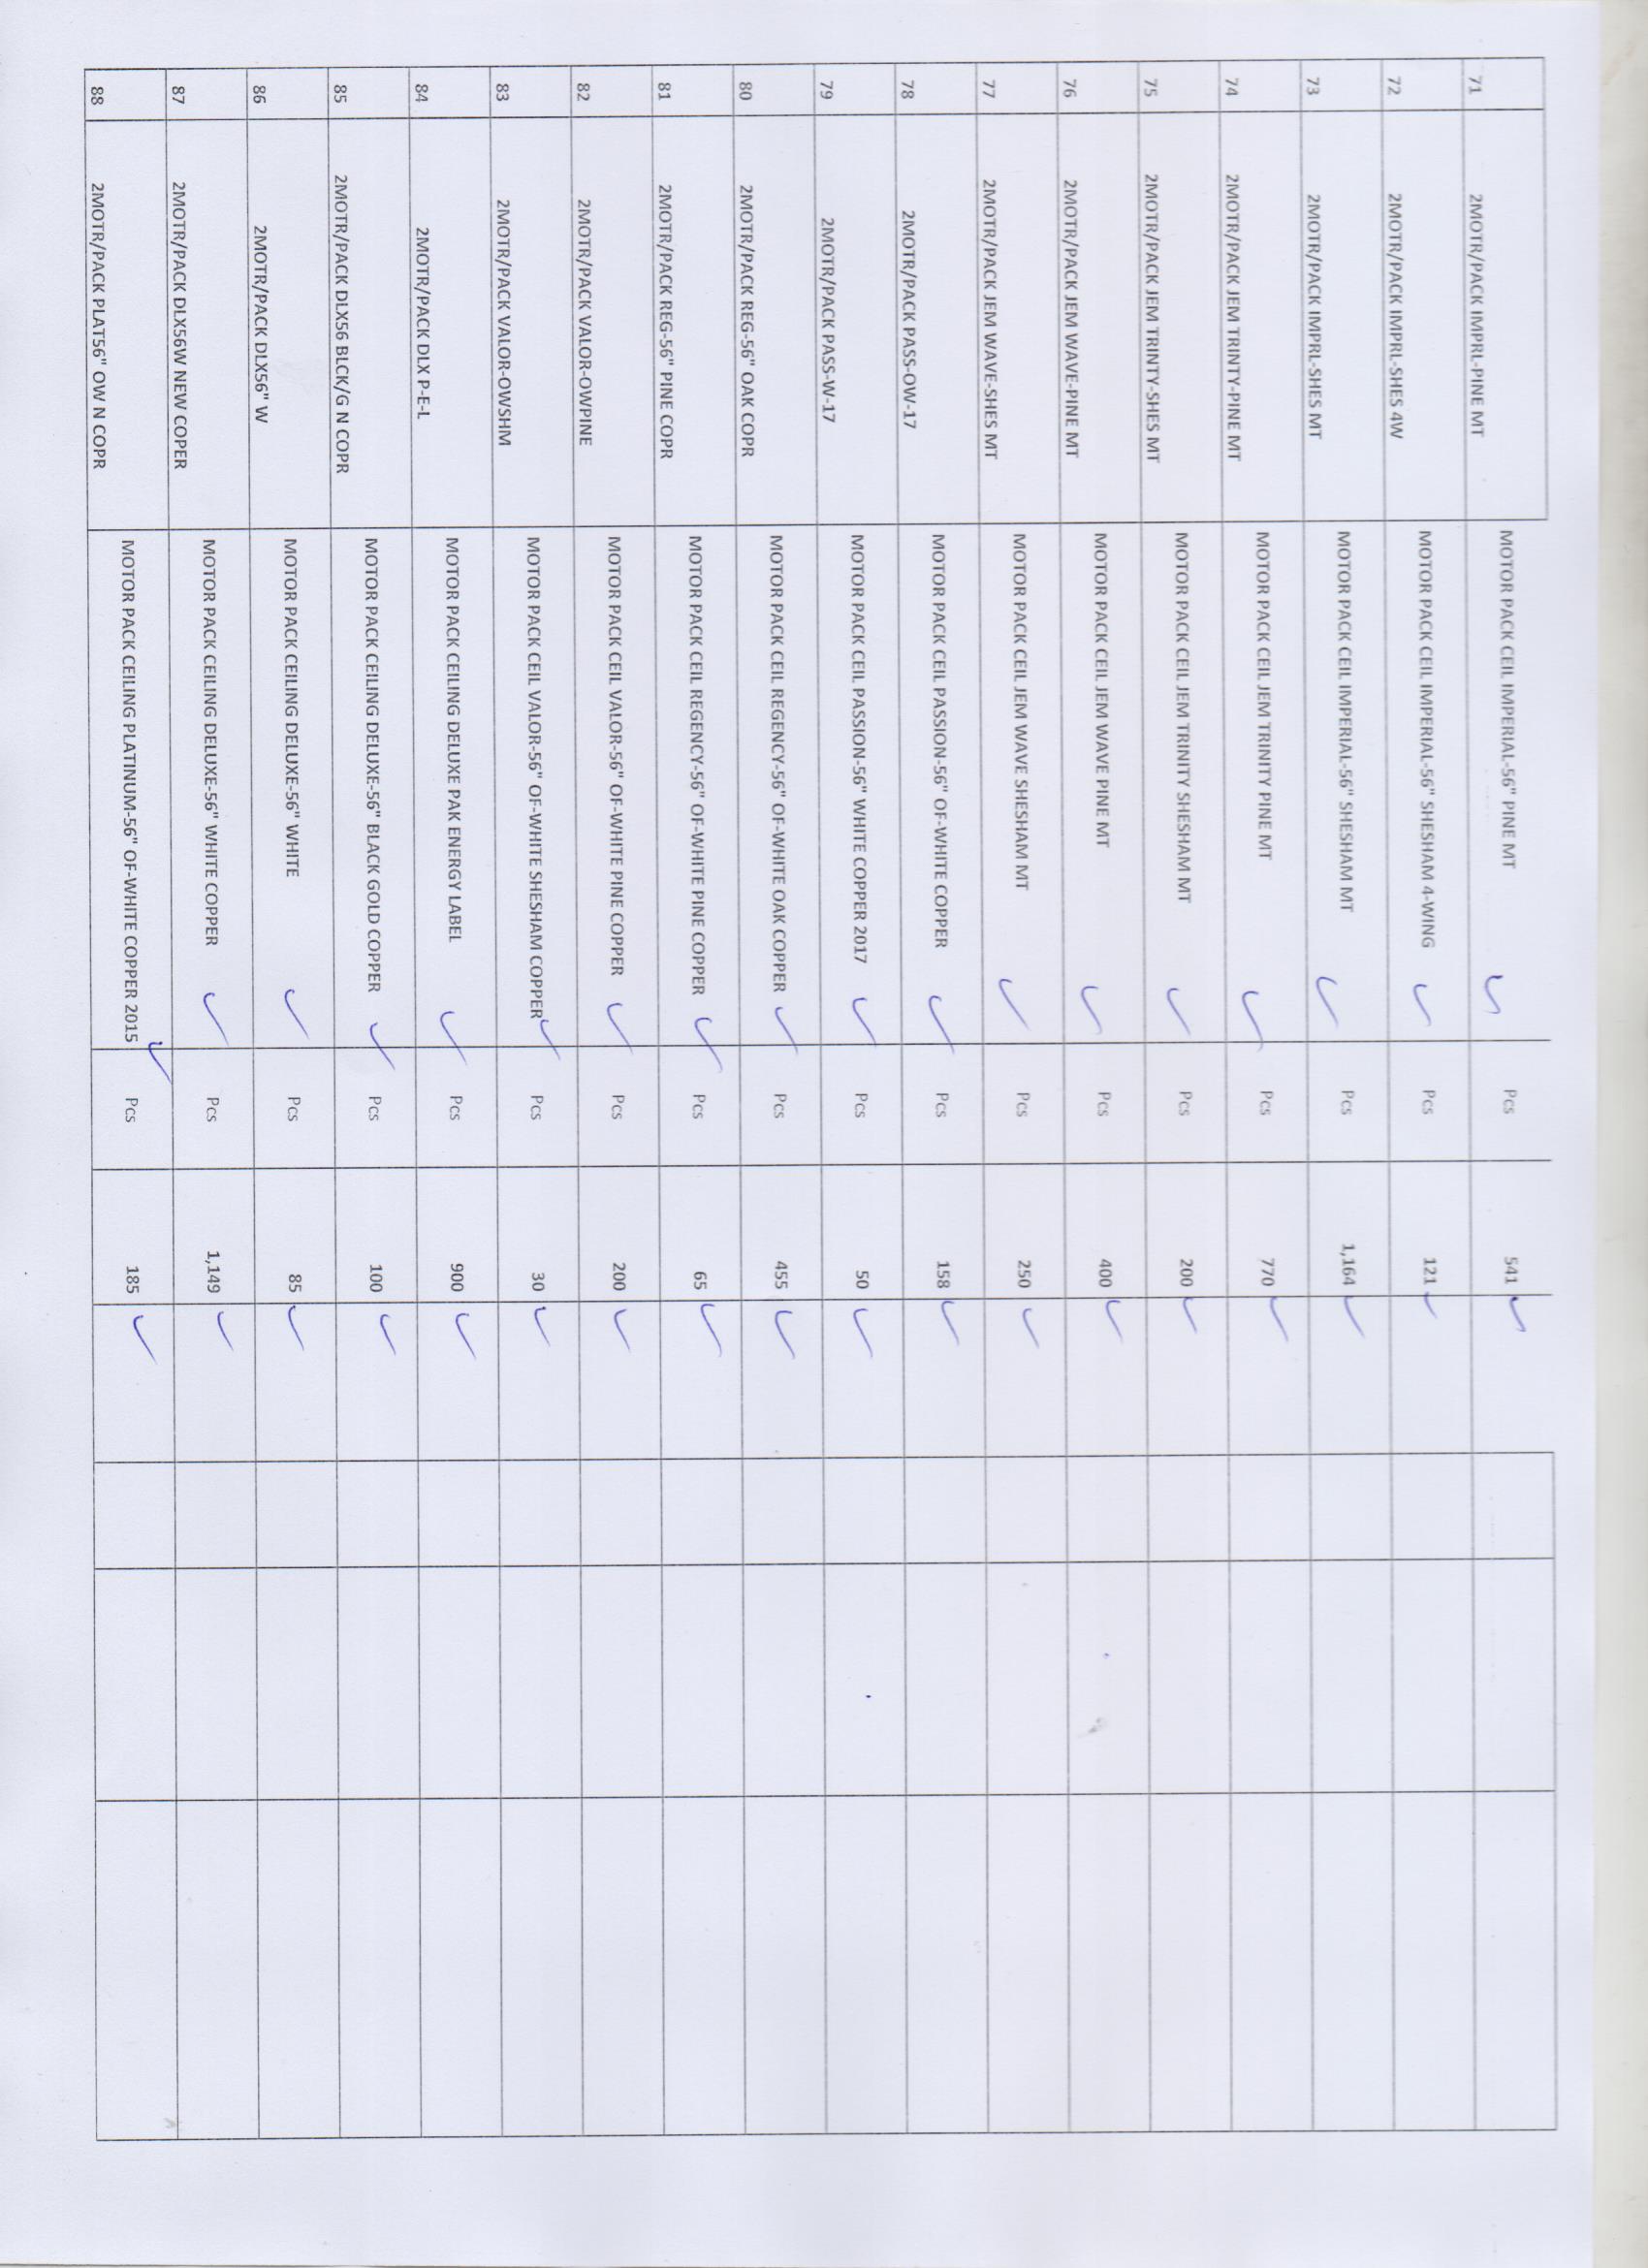 71 2MOTR/PACK IMPRL-PINE MT MOTOR PACK CEIL IMPERIAL-56" PINE MT Pcs 541
72 2MOTR/PACK IMPRL-SHES 4W MOTOR PACK CEIL IMPERIAL-56" SHESHAM 4-WING Pcs 121
73 2MOTR/PACK IMPRL-SHES MT MOTOR PACK CEIL IMPERIAL-56" SHESHAM MT Pcs 1,164
74 2MOTR/PACK JEM TRINTY-PINE MT MOTOR PACK CEIL JEM TRINITY PINE MT Pcs 770
75 2MOTR/PACK JEM TRINTY-SHES MT MOTOR PACK CEIL JEM TRINITY SHESHAM MT Pcs 200
76 2MOTR/PACK JEM WAVE-PINE MT MOTOR PACK CEIL JEM WAVE PINE MT Pcs 400
77 2MOTR/PACK JEM WAVE-SHES MT MOTOR PACK CEIL JEM WAVE SHESHAM MT Pcs 250
78 2MOTR/PACK PASS-OW-17 MOTOR PACK CEIL PASSION-56" OF-WHITE COPPER Pcs 158
79 2MOTR/PACK PASS-W-17 MOTOR PACK CEIL PASSION-56" WHITE COPPER 2017 Pcs 50
80 2MOTR/PACK REG-56" OAK COPR MOTOR PACK CEIL REGENCY-56" OF-WHITE OAK COPPER Pcs 455
81 2MOTR/PACK REG-56" PINE COPR MOTOR PACK CEIL REGENCY-56" OF-WHITE PINE COPPER Pcs 65
82 2MOTR/PACK VALOR-OWPINE MOTOR PACK CEIL VALOR-56" OF-WHITE PINE COPPER Pcs 200
83 2MOTR/PACK VALOR-OWSHM MOTOR PACK CEIL VALOR-56" OF-WHITE SHESHAM COPPER Pcs 30
84 2MOTR/PACK DLX P-E-L MOTOR PACK CEILING DELUXE PAK ENERGY LABEL Pcs 900
85 2MOTR/PACK DLX56 BLCK/G N COPR MOTOR PACK CEILING DELUXE-56" BLACK GOLD COPPER Pcs 100
86 2MOTR/PACK DLX56" W MOTOR PACK CEILING DELUXE-56" WHITE Pcs 85
87 2MOTR/PACK DLX56W NEW COPER MOTOR PACK CEILING DELUXE-56" WHITE COPPER Pcs 1,149
88 2MOTR/PACK PLAT56" OW N COPR MOTOR PACK CEILING PLATINUM-56" OF-WHITE COPPER 2015 Pcs 185